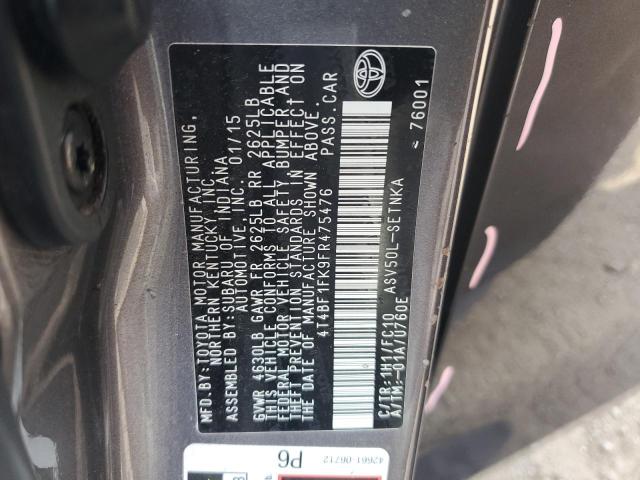 MFD. BY: TOYOTA MOTOR MANUFACTURING,
NORTHERN KENTUCKY, INC.
ASSEMBLED BY: SUBARU OF INDIANA
AUTOMOTIVE, INC. 01/15
GVWR 4630LB GAWR FR 2625LB RR 2625LB
THIS VEHICLE CONFORMS TO ALL APPLICABLE
FEDERAL MOTOR VEHICLE SAFETY, BUMPER AND
THEFT PREVENTION STANDARDS IN EFFECT ON
THE DATE OF MANUFACTURE SHOWN ABOVE.
4T4BF1FK9FR475476 PASS. CAR
C/TR: 1H1/FC10 ASV50L-SETNKA
A/TM: -01A/U760E
76001
P6
42661-06712